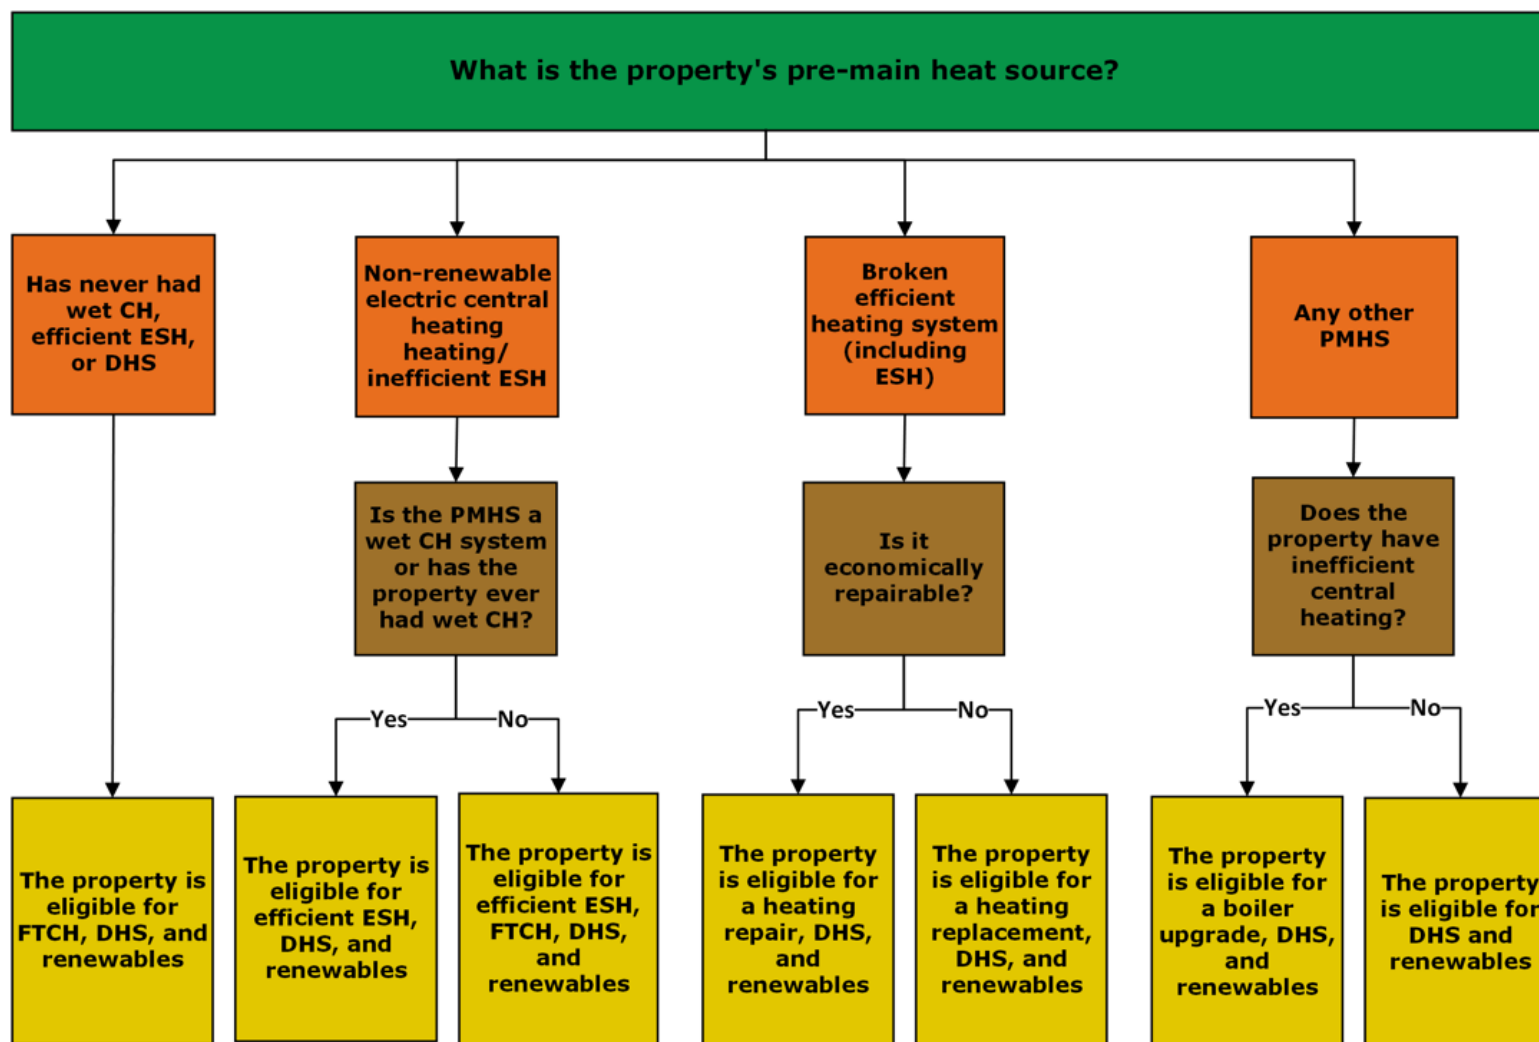 What is the property's pre-main heat source?
Has never had
wet CH,
efficient ESH,
or DHS
Non-renewable
electric central
heating
heating/
inefficient ESH
Broken
efficient
heating system
(including
ESH)
Any other
PMHS
Is the PMHS a
wet CH system
or has the
property ever
had wet CH?
Is it
economically
repairable?
Does the
property have
inefficient
central
heating?
Yes
No
Yes
No
Yes
No
The property is
eligible for
FTCH, DHS, and
renewables
The property is
eligible for
efficient ESH,
DHS, and
renewables
The property is
eligible for
efficient ESH,
FTCH, DHS,
and
renewables
The property
is eligible for
a heating
repair, DHS,
and
renewables
The property
is eligible for
a heating
replacement,
DHS, and
renewables
The property
is eligible for
a boiler
upgrade, DHS,
and
renewables
The property
is eligible for
DHS and
renewables